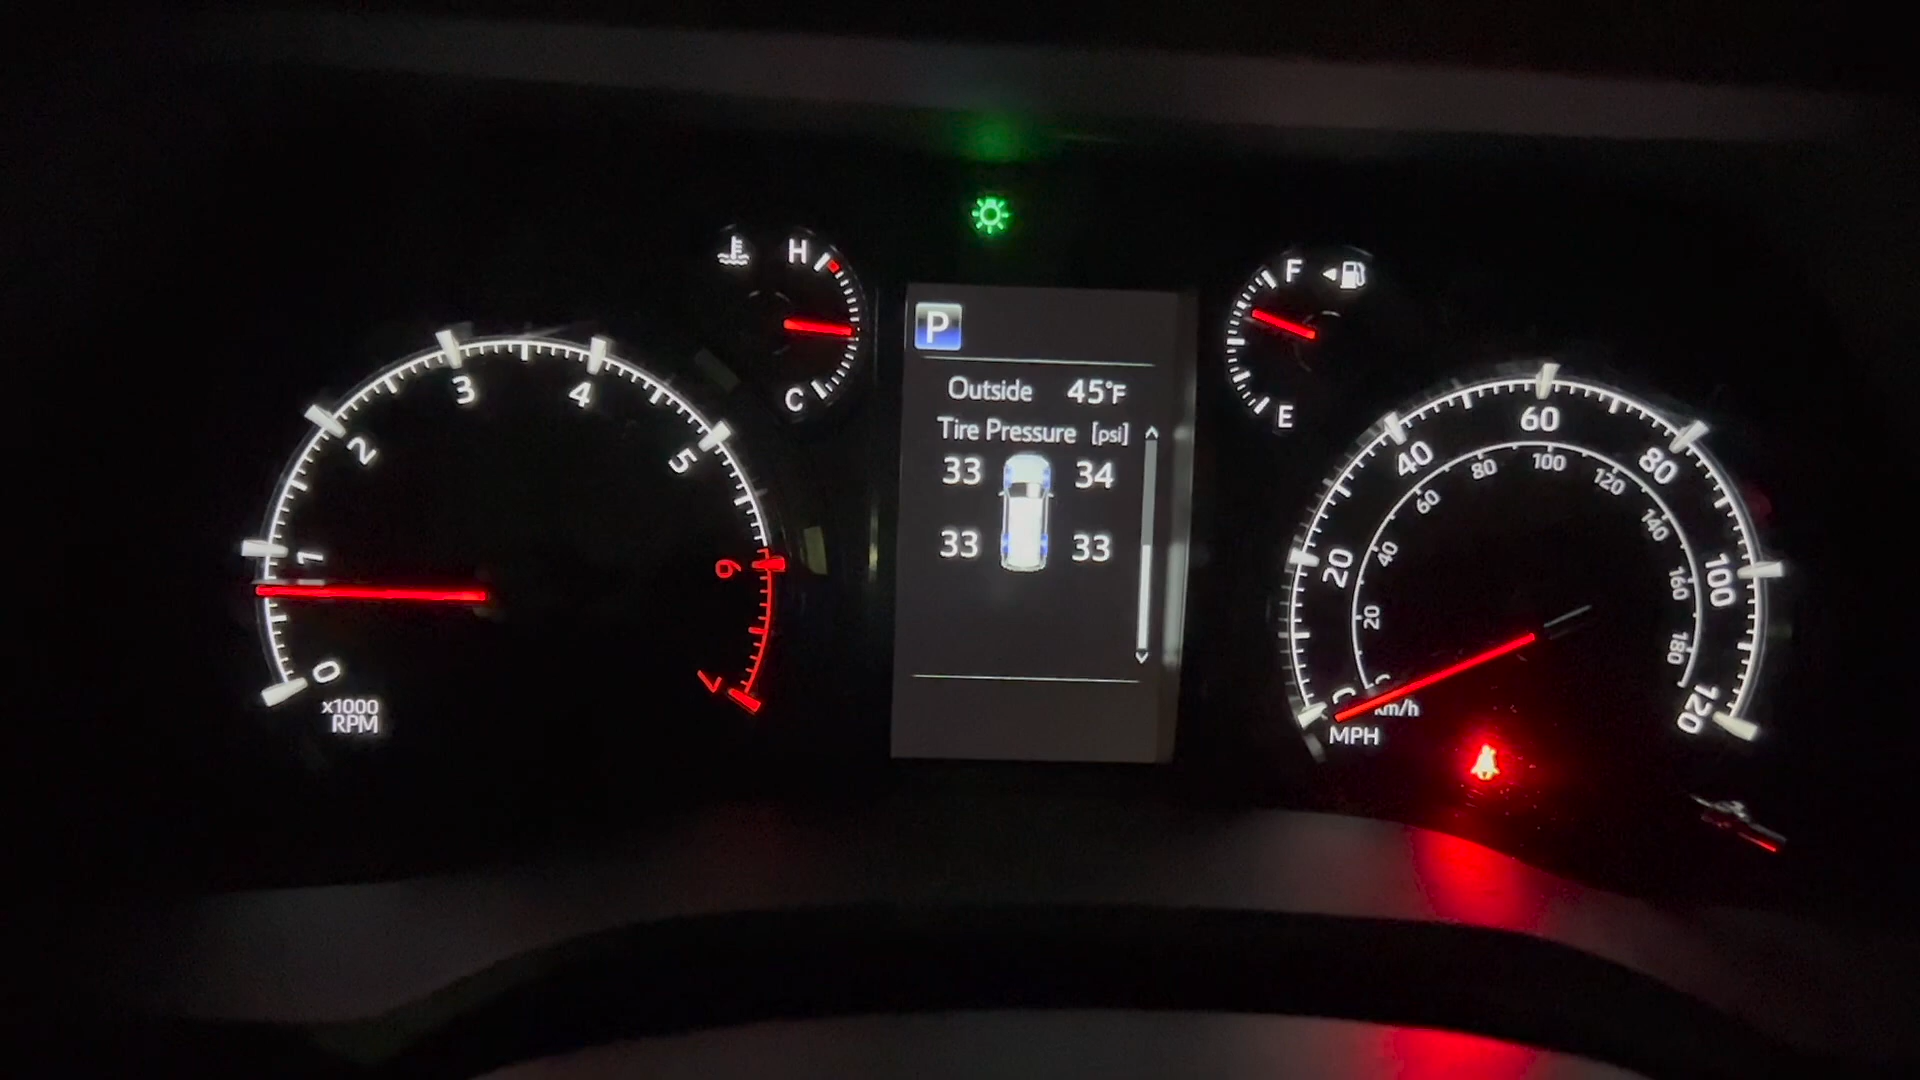 H
C
0
1
2
3
4
5
6
7
x1000
RPM
P
Outside 45°F
Tire Pressure [psi]
33 34
33 33
F
E
20
40
60
80
100
120
20
40
60
80
100
120
140
160
180
km/h
MPH